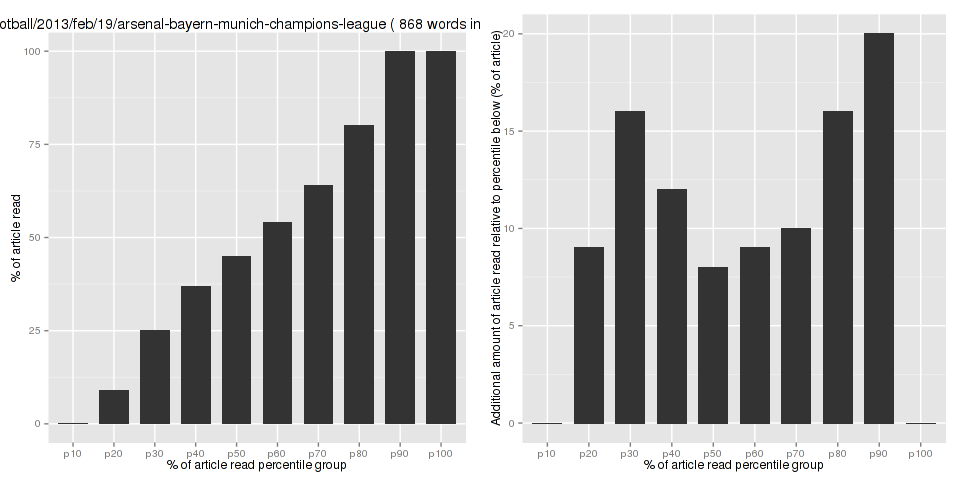 otball/2013/feb/19/arsenal-bayern-munich-champions-league ( 868 words in
% of article read
100
75
50
25
0
p10 p20 p30 p40 p50 p60 p70 p80 p90 p100
% of article read percentile group
Additional amount of article read relative to percentile below (% of article)
20
15
10
5
0
p10 p20 p30 p40 p50 p60 p70 p80 p90 p100
% of article read percentile group